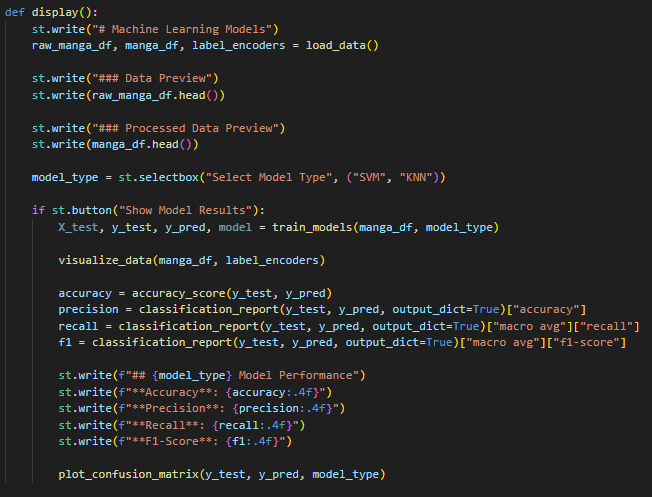 def display():
    st.write("# Machine Learning Models")
    raw_manga_df, manga_df, label_encoders = load_data()

    st.write("### Data Preview")
    st.write(raw_manga_df.head())

    st.write("### Processed Data Preview")
    st.write(manga_df.head())

    model_type = st.selectbox("Select Model Type", ("SVM", "KNN"))

    if st.button("Show Model Results"):
        X_test, y_test, y_pred, model = train_models(manga_df, model_type)

        visualize_data(manga_df, label_encoders)

        accuracy = accuracy_score(y_test, y_pred)
        precision = classification_report(y_test, y_pred, output_dict=True)["accuracy"]
        recall = classification_report(y_test, y_pred, output_dict=True)["macro avg"]["recall"]
        f1 = classification_report(y_test, y_pred, output_dict=True)["macro avg"]["f1-score"]

        st.write(f"## {model_type} Model Performance")
        st.write(f"**Accuracy**: {accuracy:.4f}")
        st.write(f"**Precision**: {precision:.4f}")
        st.write(f"**Recall**: {recall:.4f}")
        st.write(f"**F1-Score**: {f1:.4f}")

        plot_confusion_matrix(y_test, y_pred, model_type)